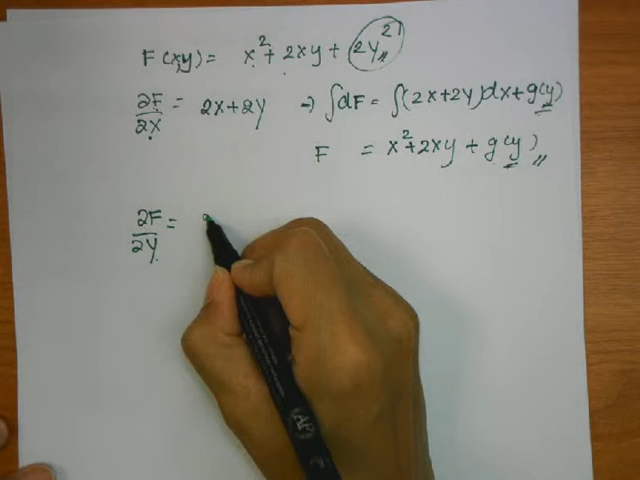 F(x,y) = x² + 2xy + 2y²
∂F/∂x = 2x+2y → ∫dF = ∫(2x+2y)dx + g(y)
F = x² + 2xy + g(y) //
∂F/∂y =